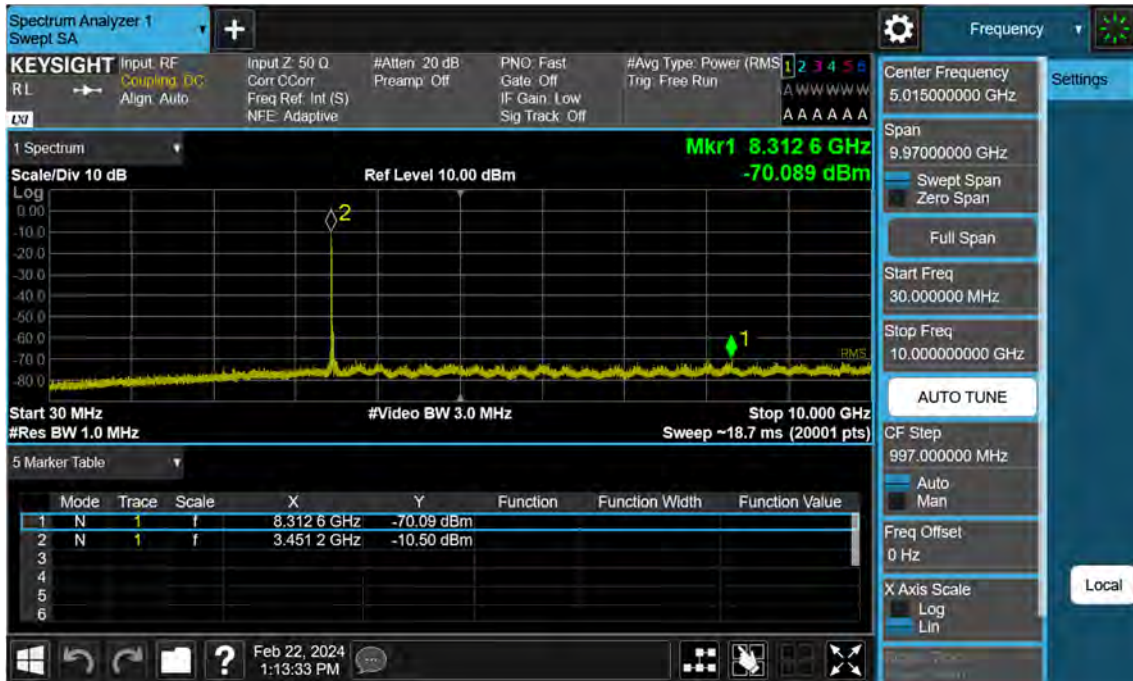 Spectrum Analyzer 1
Swept SA
+
Frequency
KEYSIGHT
RL
LXI
Input: RF
Coupling: DC
Align: Auto
Input Z: 50 Ω
Corr CCorr
Freq Ref: Int (S)
NFE: Adaptive
#Atten: 20 dB
Preamp: Off
PNO: Fast
Gate: Off
IF Gain: Low
Sig Track: Off
#Avg Type: Power (RMS
Trig: Free Run
1 2 3 4 5 6
A W W W W W
A A A A A A
1 Spectrum
Scale/Div 10 dB
Ref Level 10.00 dBm
Mkr1 8.312 6 GHz
-70.089 dBm
Log
0.00
-10.0
-20.0
-30.0
-40.0
-50.0
-60.0
-70.0
-80.0
2
1
RMS
Start 30 MHz
#Video BW 3.0 MHz
Stop 10.000 GHz
#Res BW 1.0 MHz
Sweep ~18.7 ms (20001 pts)
5 Marker Table
Mode Trace Scale X Y Function Function Width Function Value
1 N 1 f 8.312 6 GHz -70.09 dBm
2 N 1 f 3.451 2 GHz -10.50 dBm
3
4
5
6
?
Feb 22, 2024
1:13:33 PM
Center Frequency
5.015000000 GHz
Span
9.97000000 GHz
Swept Span
Zero Span
Full Span
Start Freq
30.000000 MHz
Stop Freq
10.000000000 GHz
AUTO TUNE
CF Step
997.000000 MHz
Auto
Man
Freq Offset
0 Hz
X Axis Scale
Log
Lin
Settings
Local